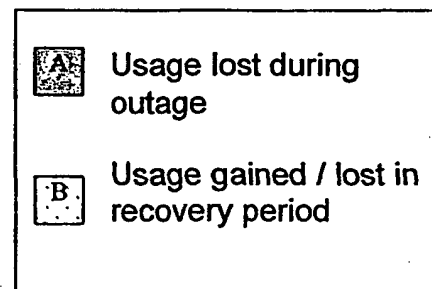 A Usage lost during
outage
B Usage gained / lost in
recovery period